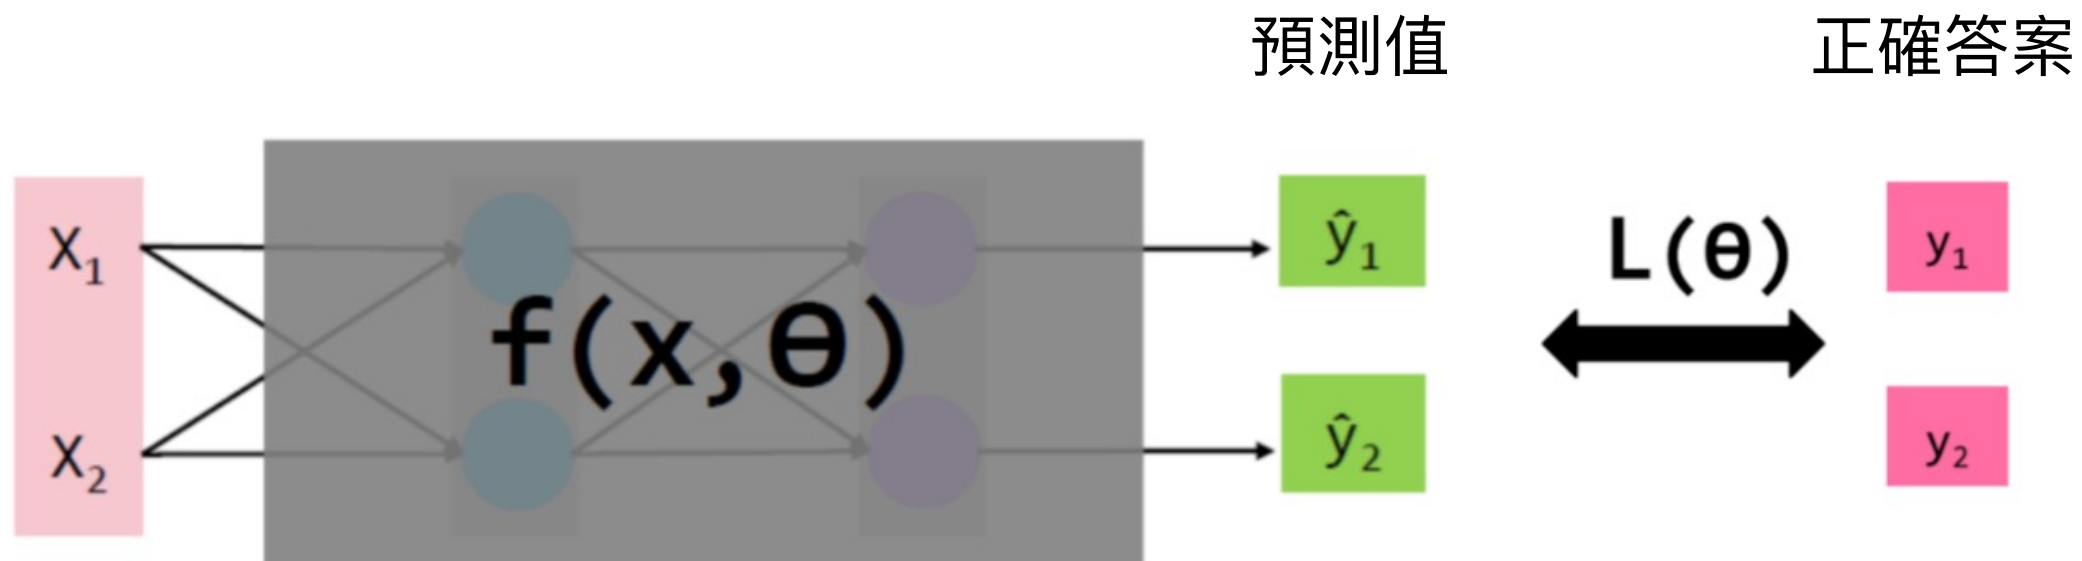 預測值
正確答案
X₁
X₂
f(x,θ)
ŷ₁
ŷ₂
L(θ)
y₁
y₂